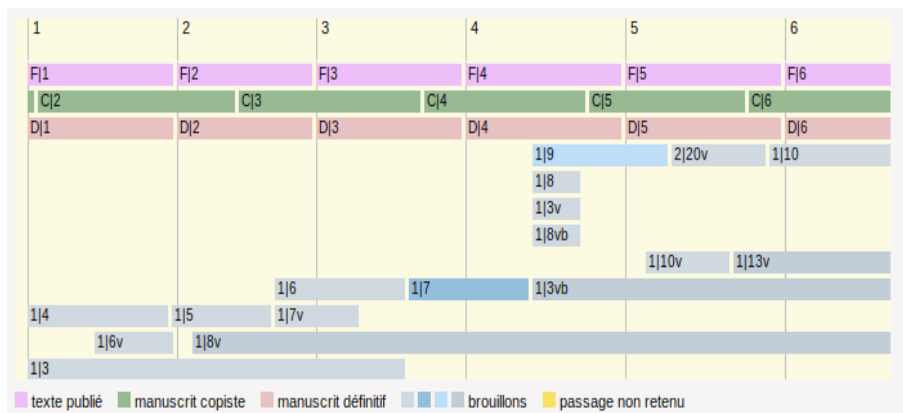 1 2 3 4 5 6
F|1 F|2 F|3 F|4 F|5 F|6
C|2 C|3 C|4 C|5 C|6
D|1 D|2 D|3 D|4 D|5 D|6
1|9 2|20v 1|10
1|8
1|3v
1|8vb
1|10v 1|13v
1|6 1|7 1|3vb
1|4 1|5 1|7v
1|6v 1|8v
1|3
texte publié manuscrit copiste manuscrit définitif brouillons passage non retenu